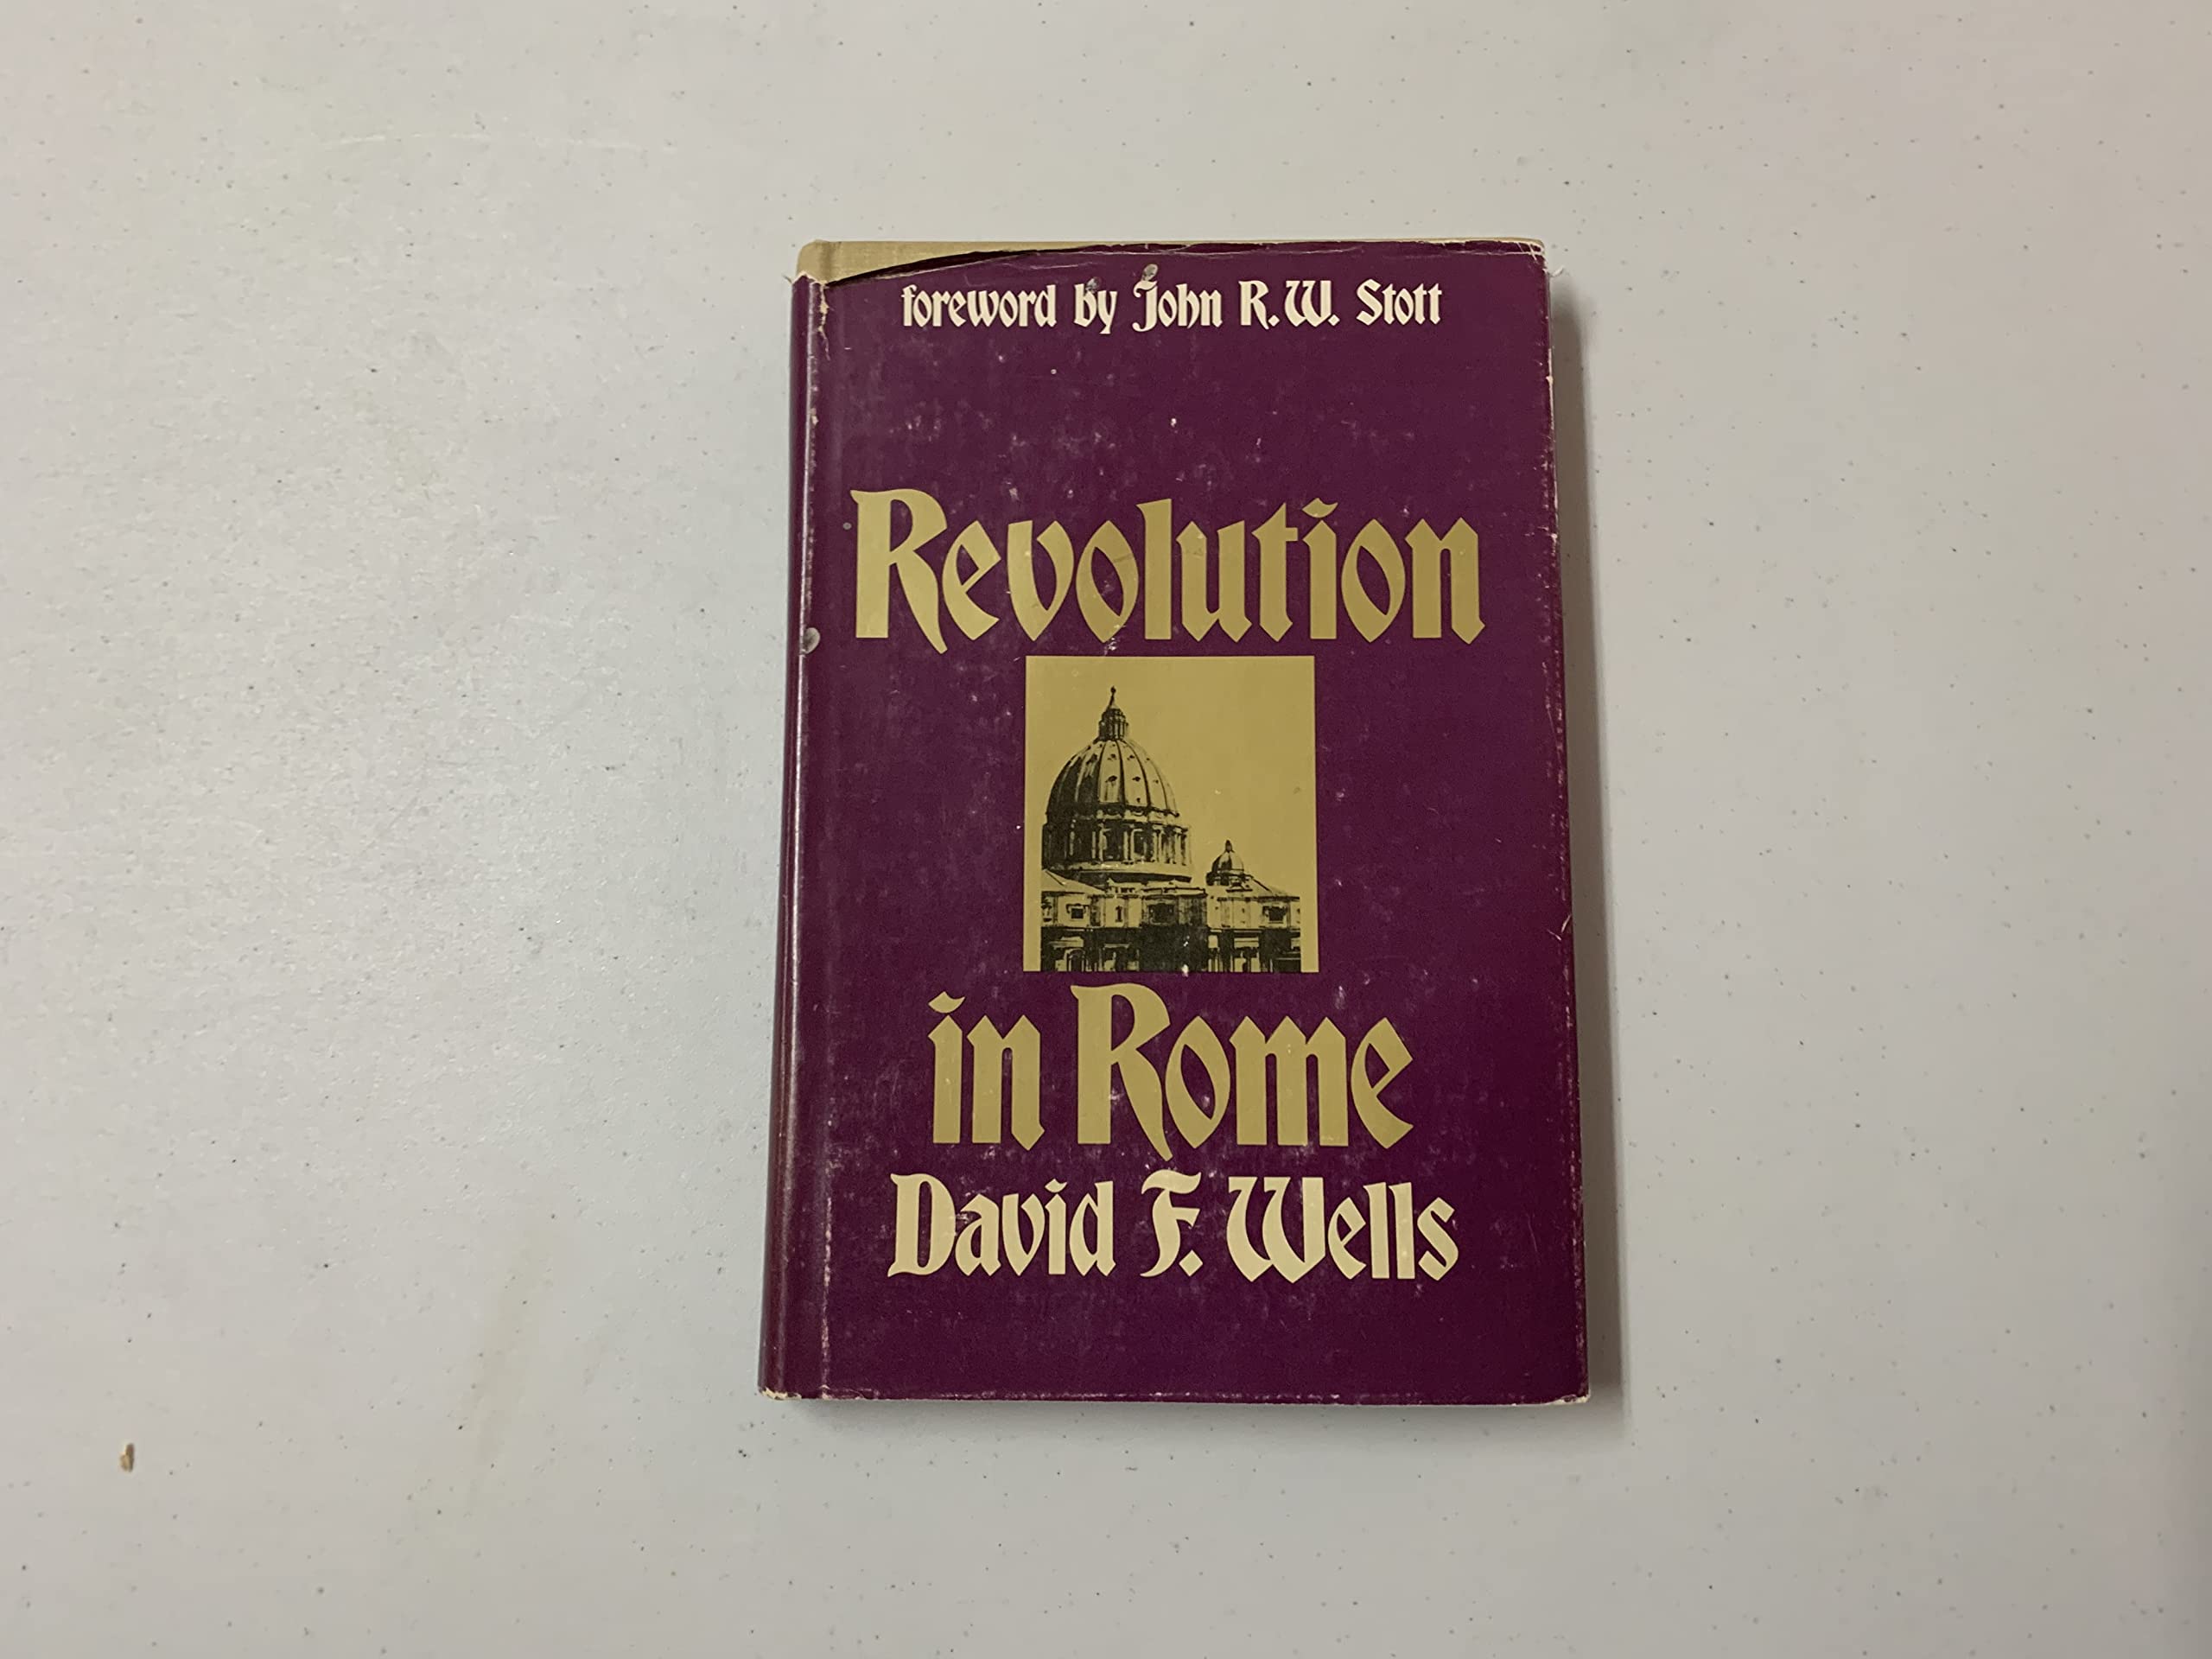 foreword by John R.W. Stott
Revolution
in Rome
David F. Wells